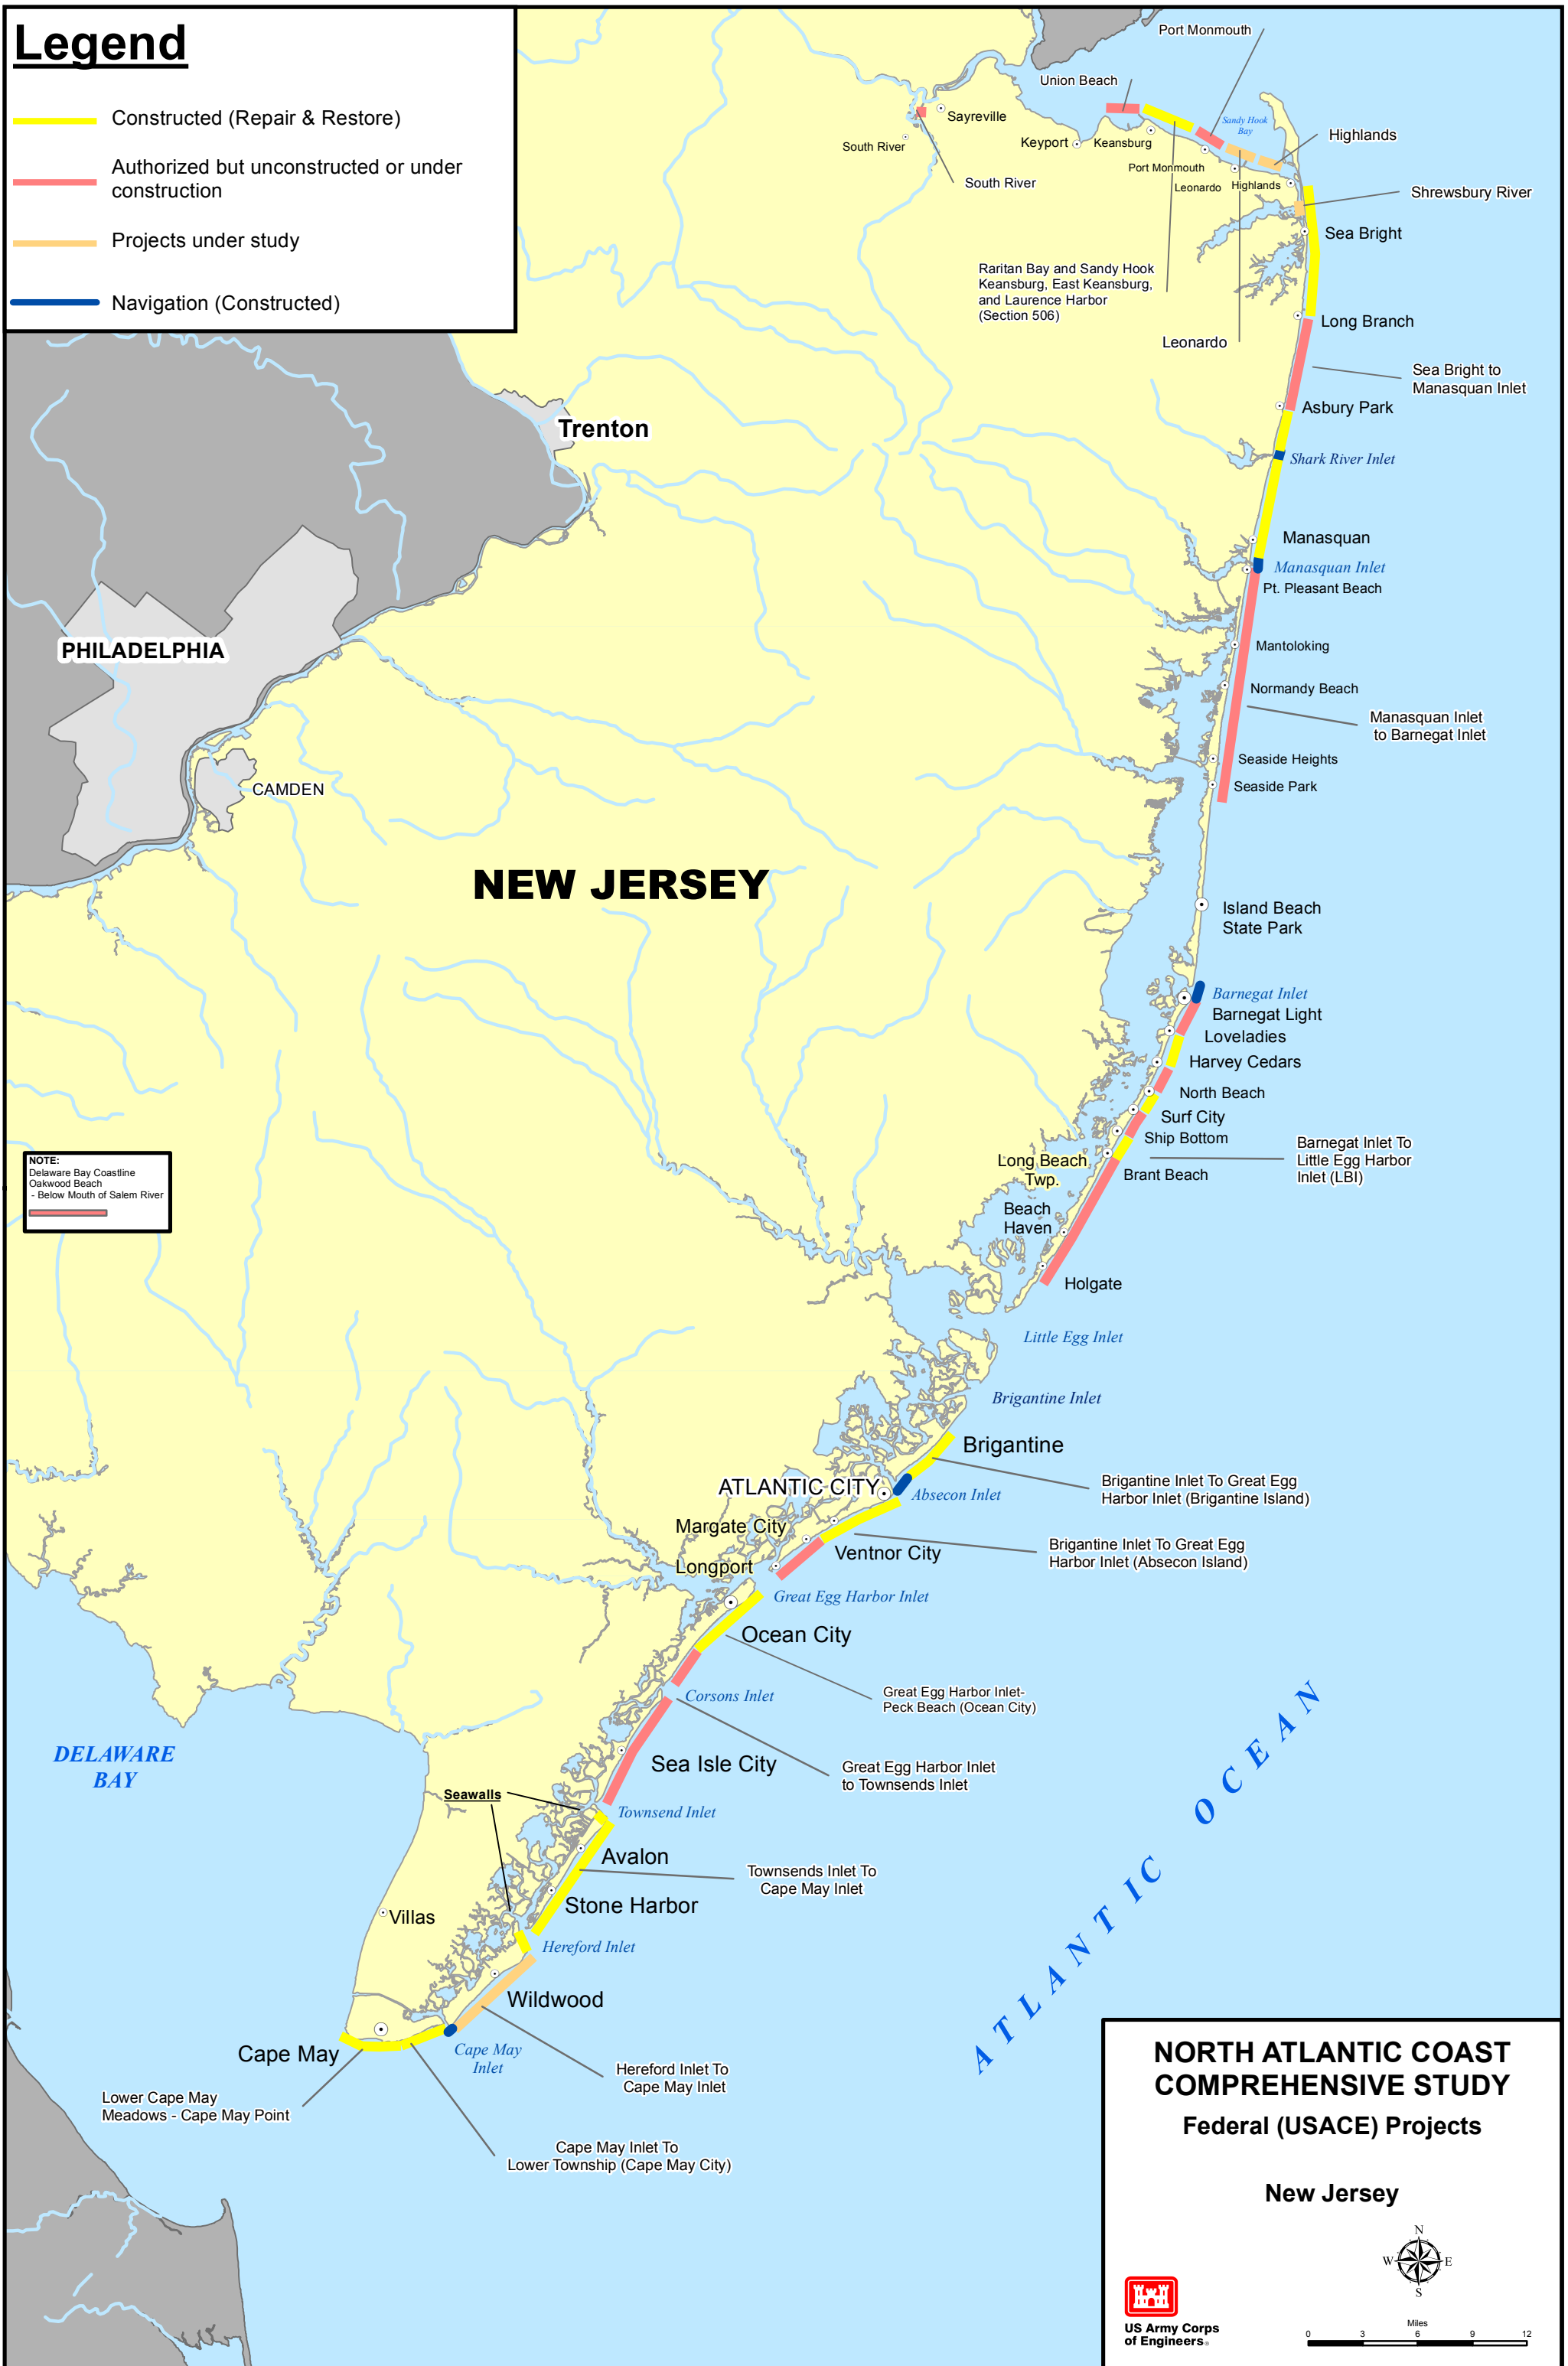 Legend
Constructed (Repair & Restore)
Authorized but unconstructed or under
construction
Projects under study
Navigation (Constructed)
Port Monmouth
Union Beach
Sayreville
South River
South River
Keyport
Keansburg
Sandy Hook
Bay
Highlands
Port Monmouth
Leonardo
Highlands
Shrewsbury River
Sea Bright
Raritan Bay and Sandy Hook
Keansburg, East Keansburg,
and Laurence Harbor
(Section 506)
Leonardo
Long Branch
Sea Bright to
Manasquan Inlet
Asbury Park
Trenton
Shark River Inlet
Manasquan
Manasquan Inlet
Pt. Pleasant Beach
PHILADELPHIA
Mantoloking
Normandy Beach
Manasquan Inlet
to Barnegat Inlet
Seaside Heights
Seaside Park
CAMDEN
NEW JERSEY
Island Beach
State Park
Barnegat Inlet
Barnegat Light
Loveladies
Harvey Cedars
North Beach
Surf City
Ship Bottom
Barnegat Inlet To
Little Egg Harbor
Inlet (LBI)
Long Beach
Twp.
Brant Beach
NOTE:
Delaware Bay Coastline
Oakwood Beach
- Below Mouth of Salem River
Beach
Haven
Holgate
Little Egg Inlet
Brigantine Inlet
Brigantine
ATLANTIC CITY
Absecon Inlet
Brigantine Inlet To Great Egg
Harbor Inlet (Brigantine Island)
Margate City
Ventnor City
Brigantine Inlet To Great Egg
Harbor Inlet (Absecon Island)
Longport
Great Egg Harbor Inlet
Ocean City
Great Egg Harbor Inlet-
Peck Beach (Ocean City)
Corsons Inlet
DELAWARE
BAY
Sea Isle City
Great Egg Harbor Inlet
to Townsends Inlet
Seawalls
Townsend Inlet
Avalon
Townsends Inlet To
Cape May Inlet
Stone Harbor
Villas
Hereford Inlet
ATLANTIC OCEAN
Wildwood
Cape May
Cape May
Inlet
Hereford Inlet To
Cape May Inlet
Lower Cape May
Meadows - Cape May Point
Cape May Inlet To
Lower Township (Cape May City)
NORTH ATLANTIC COAST
COMPREHENSIVE STUDY
Federal (USACE) Projects
New Jersey
N
W E
S
US Army Corps
of Engineers®
Miles
0 3 6 9 12